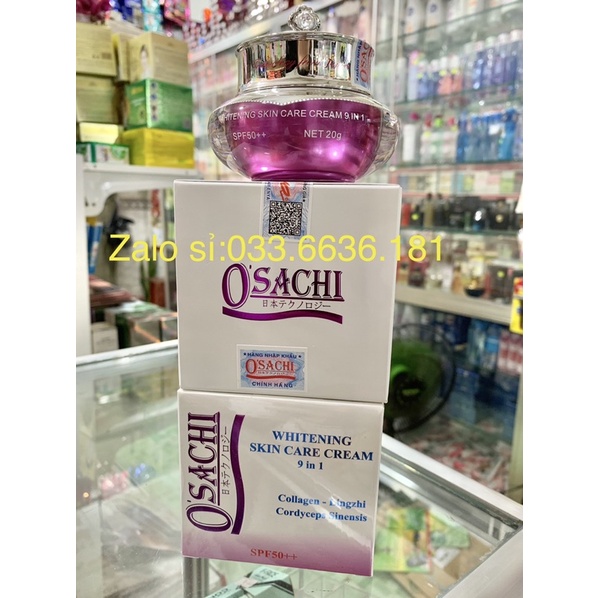 WHITENING SKIN CARE CREAM 9 IN 1
SPF50++ NET 20g
Zalo sỉ:033.6636.181
O'SACHI
日本テクノロジー
HÀNG NHẬP KHẨU
O'SACHI
CHÍNH HÃNG
O'SACHI
日本テクノロジー
WHITENING
SKIN CARE CREAM
9 in 1
Collagen - Lingzhi
Cordyceps Sinensis
SPF50++